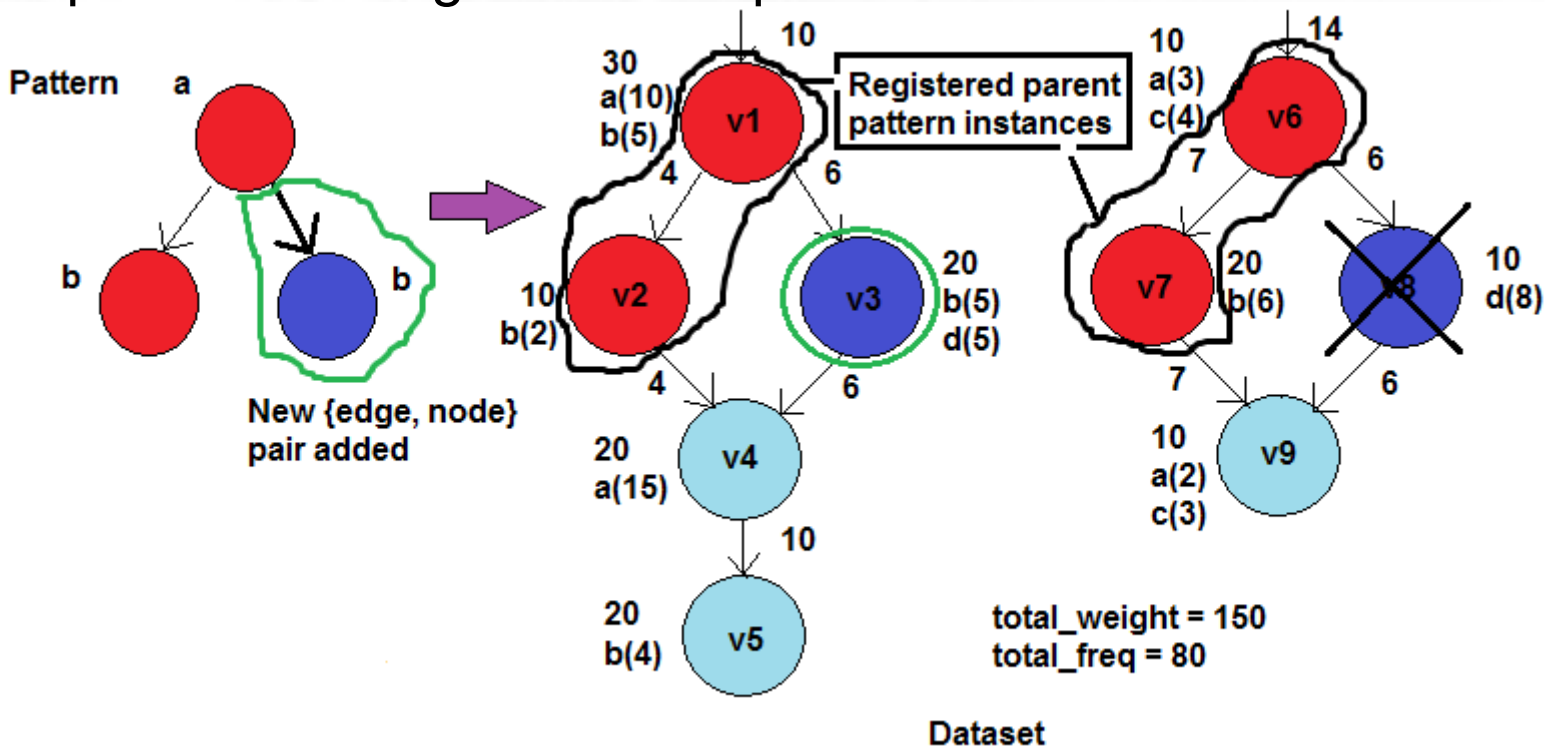 Pattern
a
b
b
New {edge, node}
pair added
10
30
a(10)
b(5)
v1
Registered parent
pattern instances
4
6
10
b(2)
v2
v3
20
b(5)
d(5)
4
6
20
a(15)
v4
10
20
b(4)
v5
14
10
a(3)
c(4)
v6
7
6
v7
20
b(6)
10
d(8)
7
6
10
a(2)
c(3)
v9
total_weight = 150
total_freq = 80
Dataset